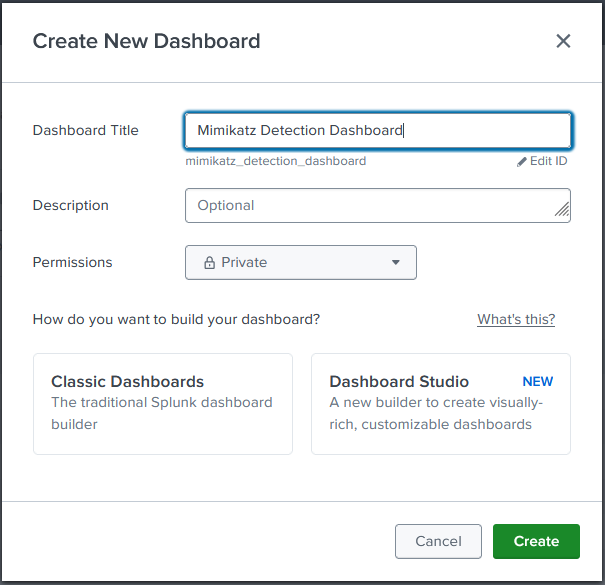 Create New Dashboard
Dashboard Title
Mimikatz Detection Dashboard
mimikatz_detection_dashboard
Edit ID
Description
Optional
Permissions
Private
How do you want to build your dashboard?
What's this?
Classic Dashboards
The traditional Splunk dashboard
builder
Dashboard Studio
NEW
A new builder to create visually-
rich, customizable dashboards
Cancel
Create